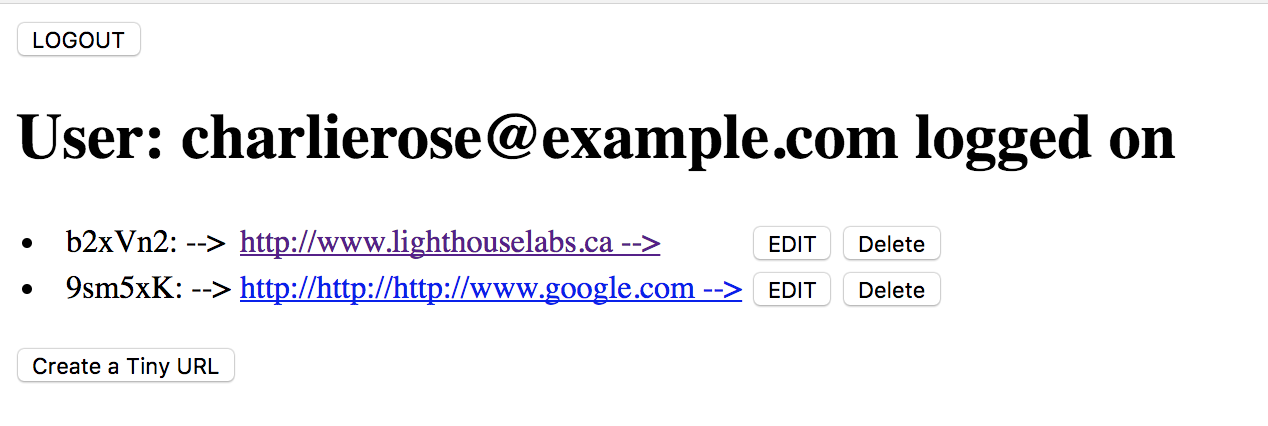 LOGOUT
User: charlierose@example.com logged on
• b2xVn2: --> http://www.lighthouselabs.ca --> EDIT Delete
• 9sm5xK: --> http://http://http://www.google.com --> EDIT Delete
Create a Tiny URL